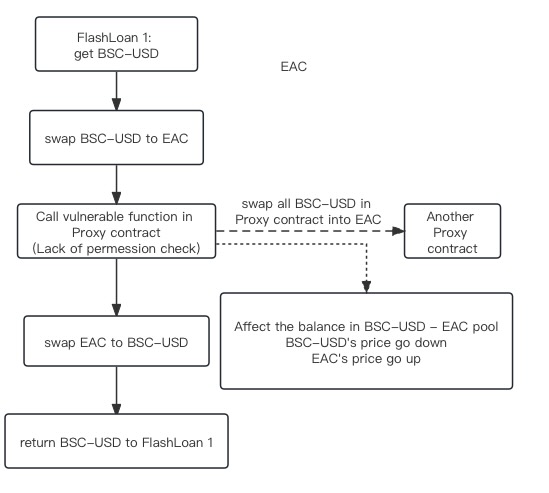 FlashLoan 1:
get BSC-USD
EAC
swap BSC-USD to EAC
Call vulnerable function in
Proxy contract
(Lack of permession check)
swap all BSC-USD in
Proxy contract into EAC
Another
Proxy
contract
Affect the balance in BSC-USD - EAC pool
BSC-USD's price go down
EAC's price go up
swap EAC to BSC-USD
return BSC-USD to FlashLoan 1